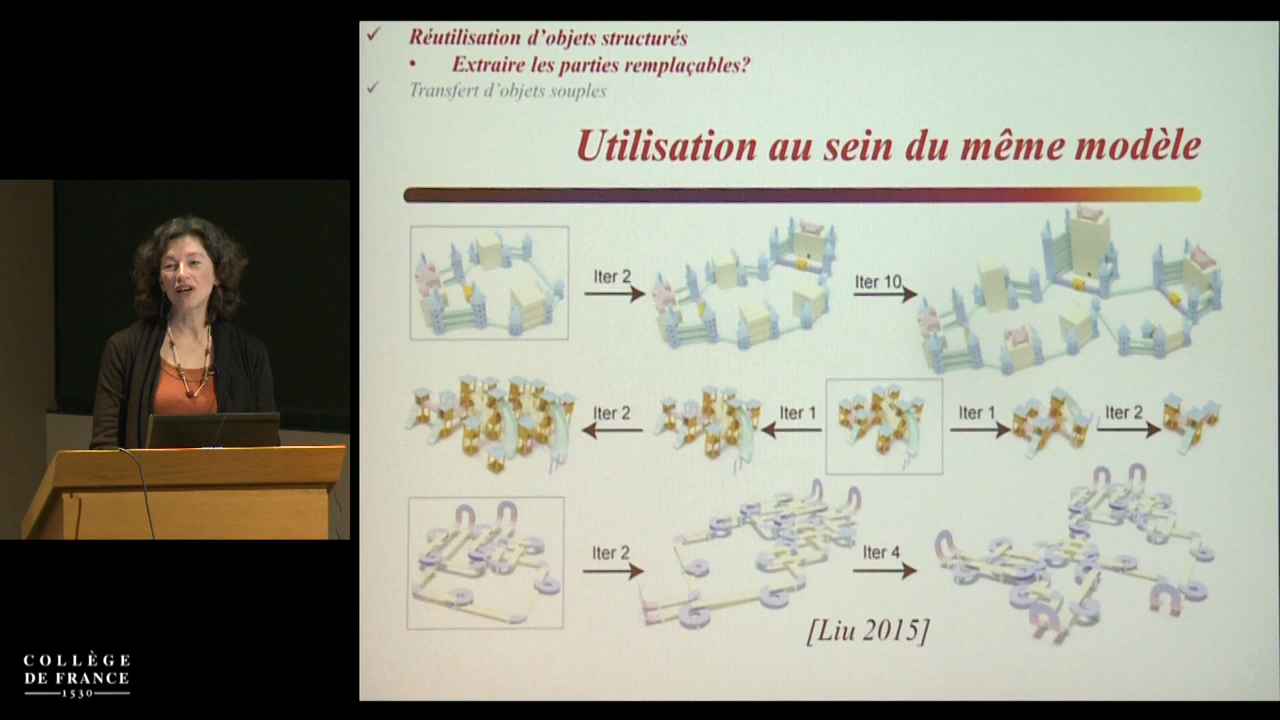 Réutilisation d'objets structurés
Extraire les parties remplaçables?
Transfert d'objets souples
Utilisation au sein du même modèle
Iter 2
Iter 10
Iter 2
Iter 1
Iter 1
Iter 2
Iter 2
Iter 4
[Liu 2015]
COLLÈGE
DE FRANCE
1530